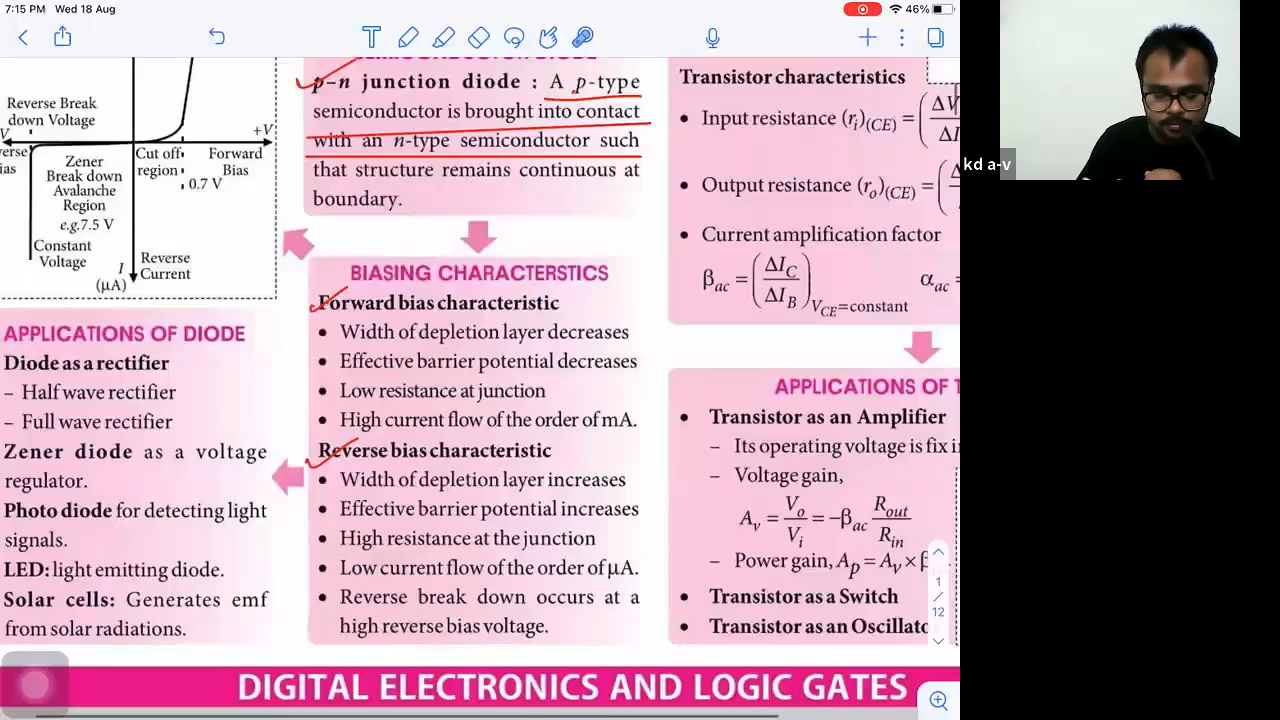 7:15 PM Wed 18 Aug
46%
Reverse Break
down Voltage
V
+V
erse
ias
Zener
Break down
Avalanche
Region
e.g.7.5 V
Cut off
region
Forward
Bias
0.7 V
Constant
Voltage
I
(μA)
Reverse
Current
APPLICATIONS OF DIODE
Diode as a rectifier
– Half wave rectifier
– Full wave rectifier
Zener diode as a voltage
regulator.
Photo diode for detecting light
signals.
LED: light emitting diode.
Solar cells: Generates emf
from solar radiations.
p–n junction diode : A p-type
semiconductor is brought into contact
with an n-type semiconductor such
that structure remains continuous at
boundary.
BIASING CHARACTERSTICS
Forward bias characteristic
• Width of depletion layer decreases
• Effective barrier potential decreases
• Low resistance at junction
• High current flow of the order of mA.
Reverse bias characteristic
• Width of depletion layer increases
• Effective barrier potential increases
• High resistance at the junction
• Low current flow of the order of μA.
• Reverse break down occurs at a
high reverse bias voltage.
Transistor characteristics
• Input resistance (ri)(CE) = (ΔV / ΔI
• Output resistance (ro)(CE) = (Δ
• Current amplification factor
βac = (ΔIC / ΔIB) VCE = constant αac =
APPLICATIONS OF T
• Transistor as an Amplifier
– Its operating voltage is fix i
– Voltage gain,
Av = Vo / Vi = –βac Rout / Rin
– Power gain, Ap = Av × β
• Transistor as a Switch
• Transistor as an Oscillato
1
/
12
DIGITAL ELECTRONICS AND LOGIC GATES
kd a-v